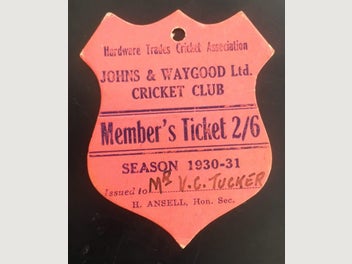 Hardware Trades Cricket Association
JOHNS & WAYGOOD Ltd.
CRICKET CLUB
Member's Ticket 2/6
SEASON 1930-31
Issued to MR V.C. TUCKER
H. ANSELL, Hon. Sec.